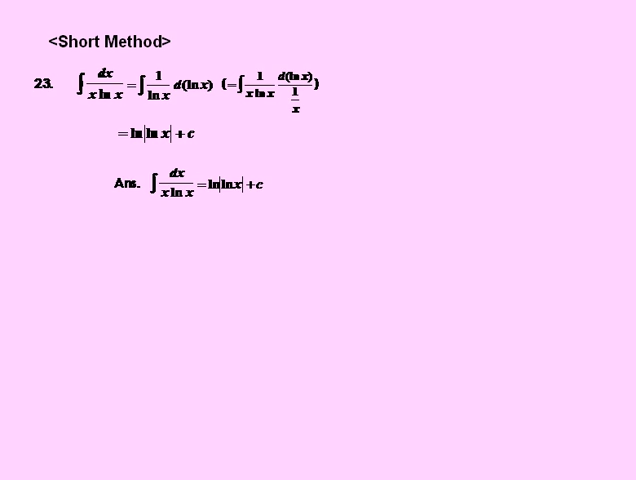 <Short Method>
23. ∫ dx/(x ln x) = ∫ 1/(ln x) d(ln x) {= ∫ 1/(x ln x) d(ln x)/(1/x)}
= ln|ln x| + c
Ans. ∫ dx/(x ln x) = ln|ln x| + c